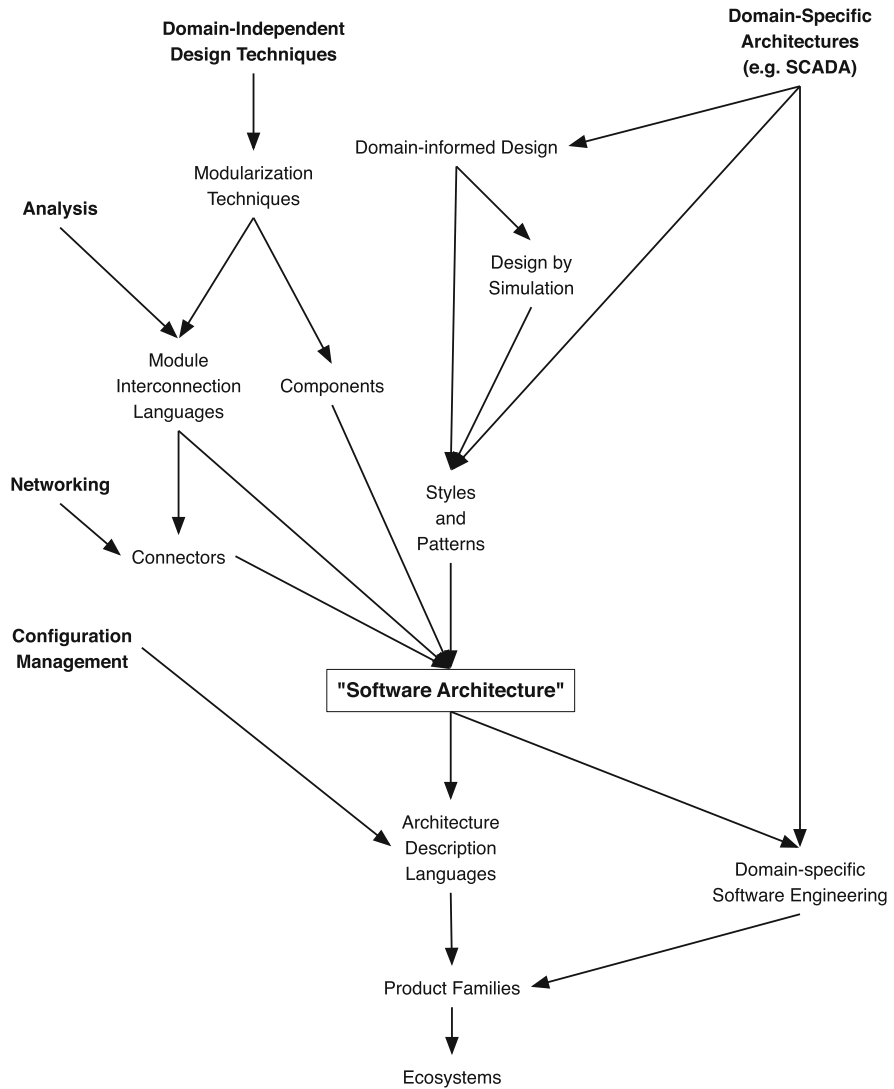 Domain-Independent
Design Techniques
Domain-Specific
Architectures
(e.g. SCADA)
Domain-informed Design
Modularization
Techniques
Analysis
Design by
Simulation
Module
Interconnection
Languages
Components
Networking
Styles
and
Patterns
Connectors
Configuration
Management
"Software Architecture"
Architecture
Description
Languages
Domain-specific
Software Engineering
Product Families
Ecosystems